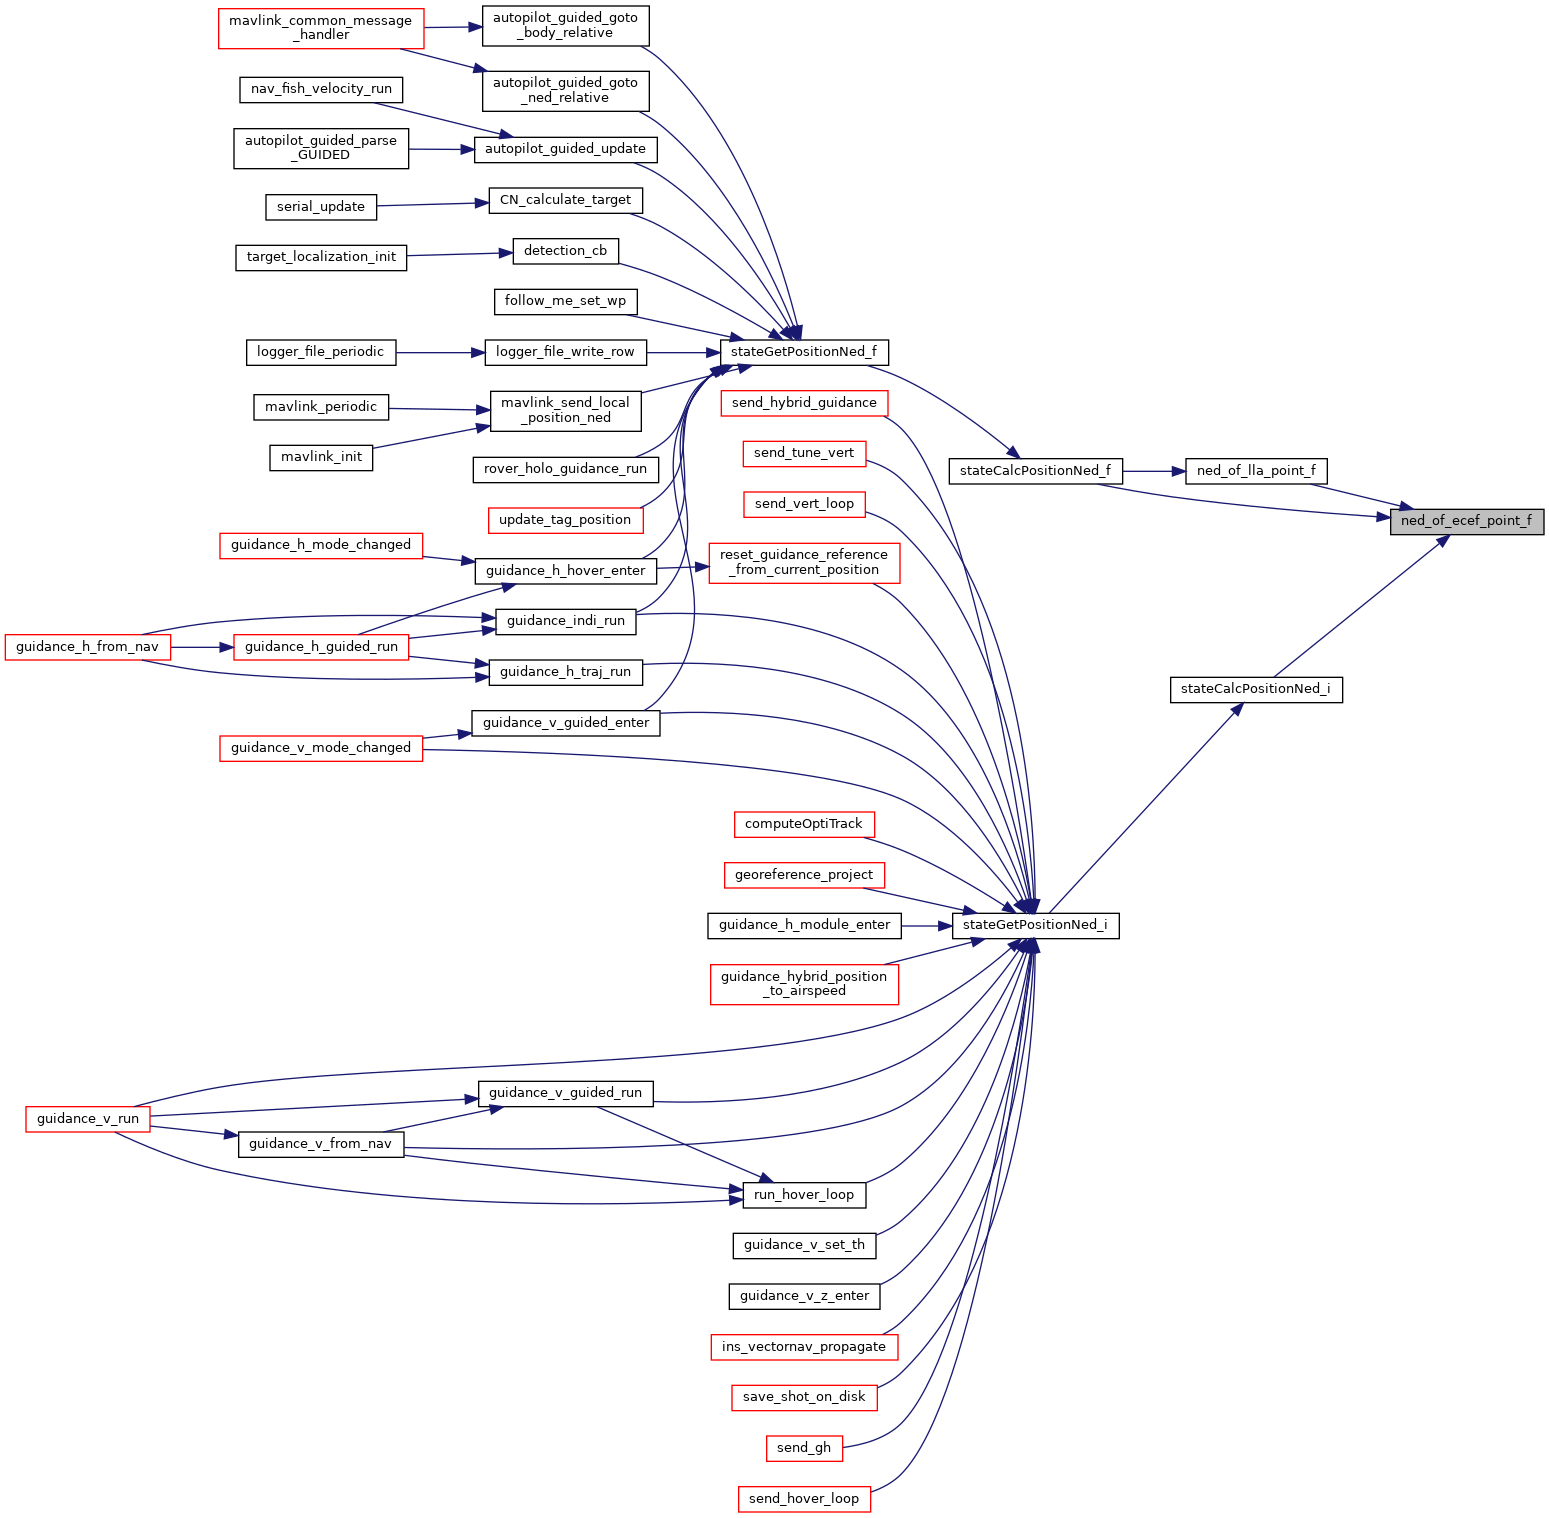 mavlink_common_message
_handler
autopilot_guided_goto
_body_relative
nav_fish_velocity_run
autopilot_guided_goto
_ned_relative
autopilot_guided_parse
_GUIDED
autopilot_guided_update
serial_update
CN_calculate_target
target_localization_init
detection_cb
follow_me_set_wp
logger_file_periodic
logger_file_write_row
stateGetPositionNed_f
mavlink_periodic
mavlink_send_local
_position_ned
send_hybrid_guidance
mavlink_init
rover_holo_guidance_run
send_tune_vert
stateCalcPositionNed_f
ned_of_lla_point_f
update_tag_position
send_vert_loop
ned_of_ecef_point_f
guidance_h_mode_changed
guidance_h_hover_enter
reset_guidance_reference
_from_current_position
guidance_indi_run
guidance_h_from_nav
guidance_h_guided_run
guidance_h_traj_run
stateCalcPositionNed_i
guidance_v_guided_enter
guidance_v_mode_changed
computeOptiTrack
georeference_project
guidance_h_module_enter
stateGetPositionNed_i
guidance_hybrid_position
_to_airspeed
guidance_v_guided_run
guidance_v_run
guidance_v_from_nav
run_hover_loop
guidance_v_set_th
guidance_v_z_enter
ins_vectornav_propagate
save_shot_on_disk
send_gh
send_hover_loop